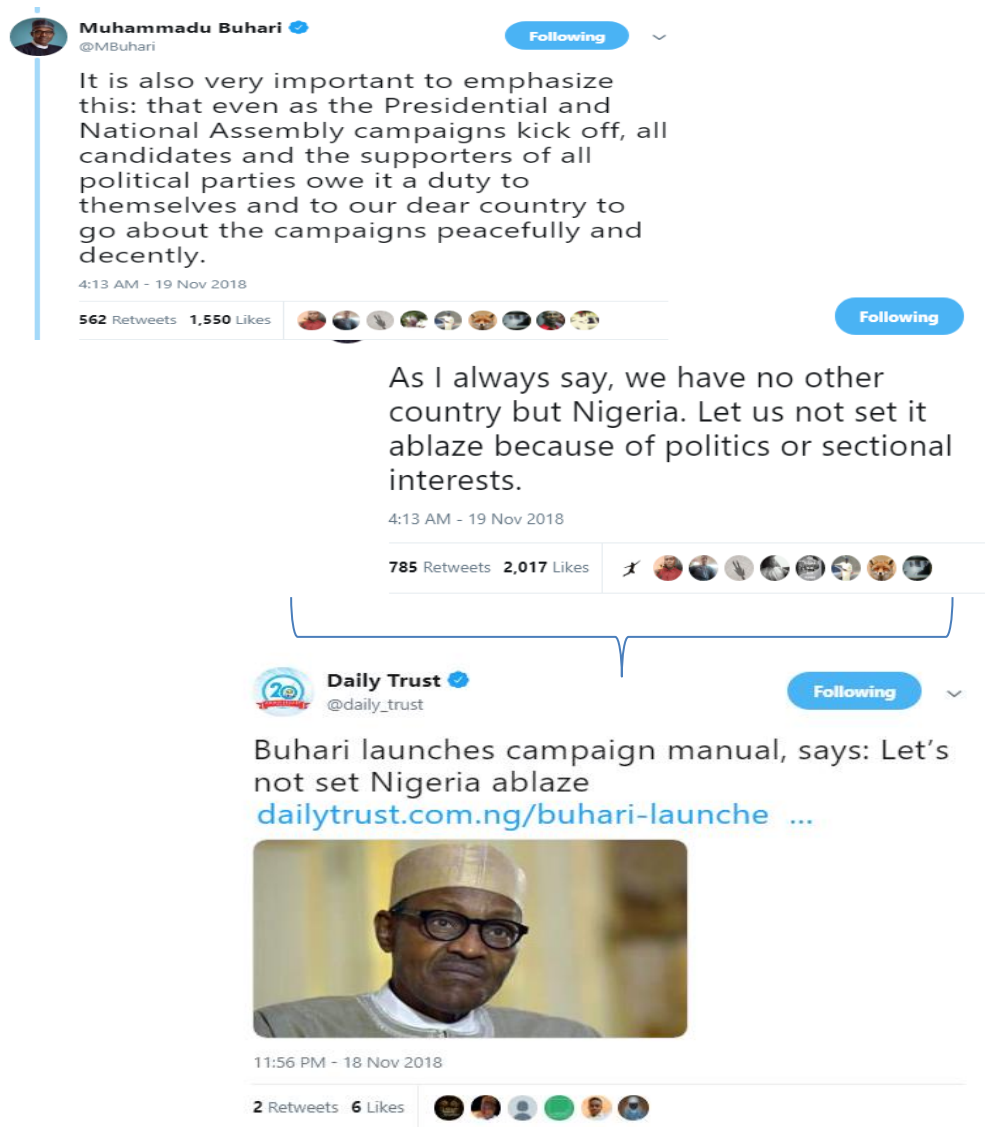 Muhammadu Buhari
@MBuhari
Following
It is also very important to emphasize
this: that even as the Presidential and
National Assembly campaigns kick off, all
candidates and the supporters of all
political parties owe it a duty to
themselves and to our dear country to
go about the campaigns peacefully and
decently.
4:13 AM - 19 Nov 2018
562 Retweets 1,550 Likes
Following
As I always say, we have no other
country but Nigeria. Let us not set it
ablaze because of politics or sectional
interests.
4:13 AM - 19 Nov 2018
785 Retweets 2,017 Likes
20
Daily Trust
@daily_trust
Following
Buhari launches campaign manual, says: Let's
not set Nigeria ablaze
dailytrust.com.ng/buhari-launche ...
11:56 PM - 18 Nov 2018
2 Retweets 6 Likes